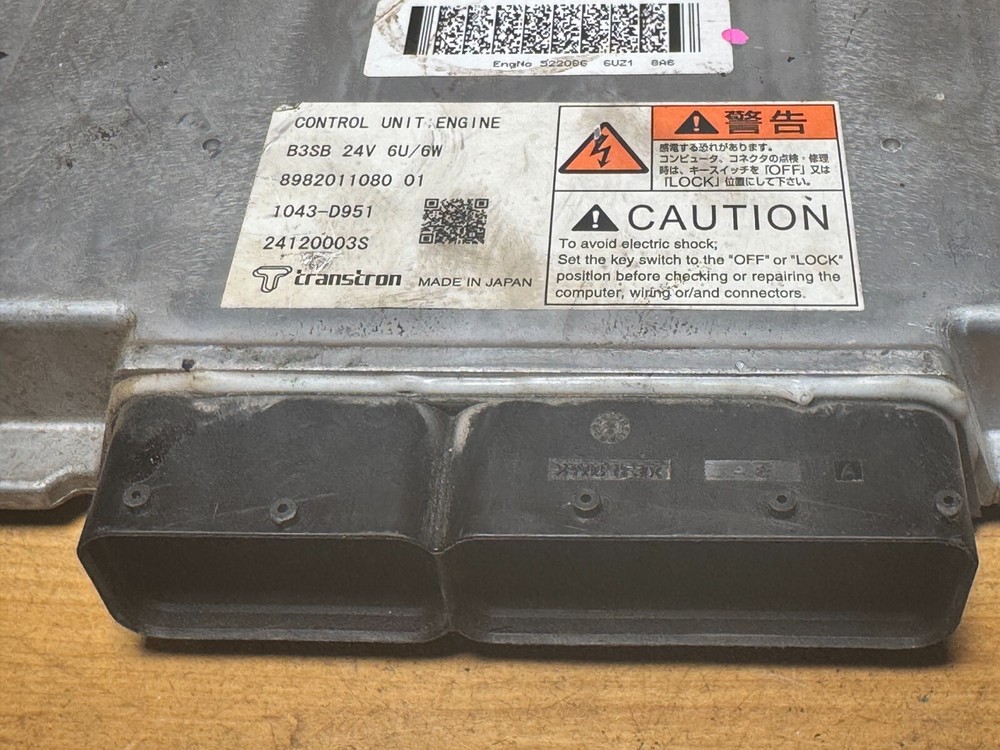 EngNo 522086 6UZ1 8A6
CONTROL UNIT;ENGINE
B3SB 24V 6U/6W
8982011080 01
1043-D951
24120003S
transtron MADE IN JAPAN
警告
感電する恐れがあります。
コンピュータ、コネクタの点検・修理
時は、キースイッチを「OFF」又は
「LOCK」位置にして下さい。
CAUTION
To avoid electric shock;
Set the key switch to the "OFF" or "LOCK"
position before checking or repairing the
computer, wiring or/and connectors.
A